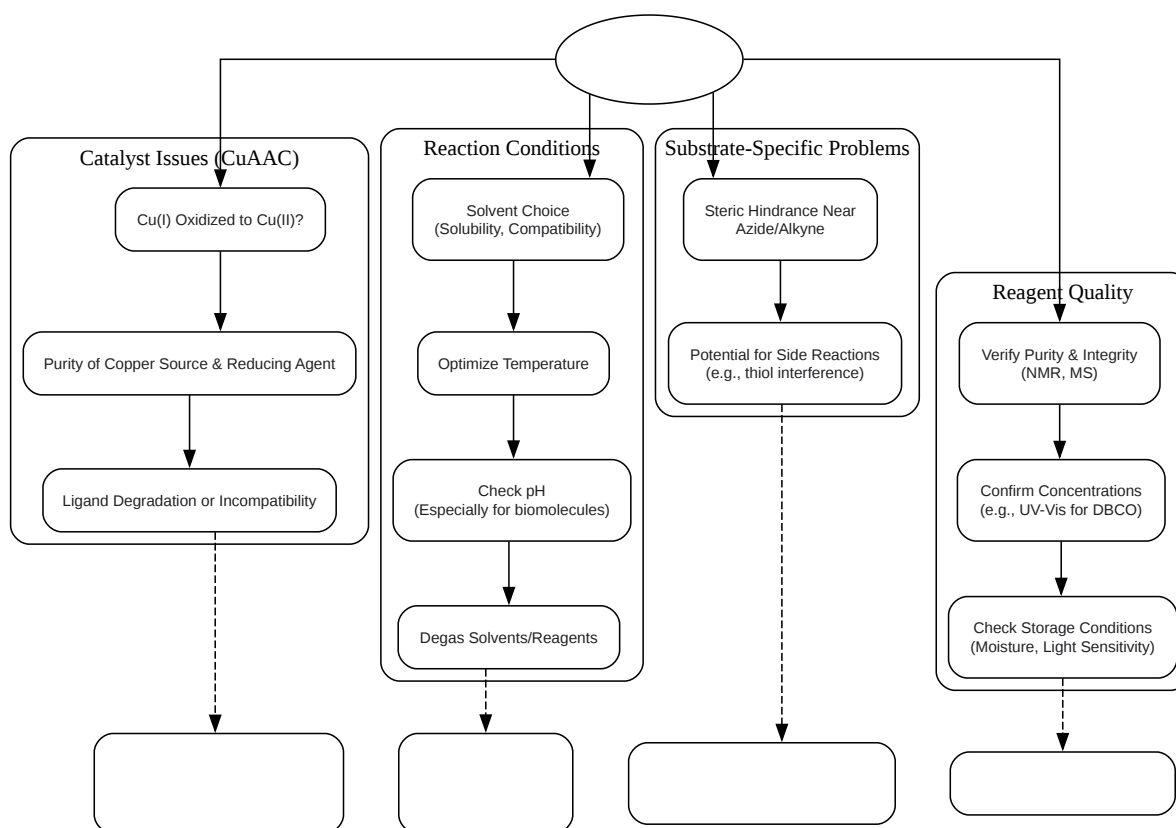 Catalyst Issues (CuAAC)
Cu(I) Oxidized to Cu(II)?
Purity of Copper Source & Reducing Agent
Ligand Degradation or Incompatibility
Reaction Conditions
Solvent Choice
(Solubility, Compatibility)
Optimize Temperature
Check pH
(Especially for biomolecules)
Degas Solvents/Reagents
Substrate-Specific Problems
Steric Hindrance Near
Azide/Alkyne
Potential for Side Reactions
(e.g., thiol interference)
Reagent Quality
Verify Purity & Integrity
(NMR, MS)
Confirm Concentrations
(e.g., UV-Vis for DBCO)
Check Storage Conditions
(Moisture, Light Sensitivity)